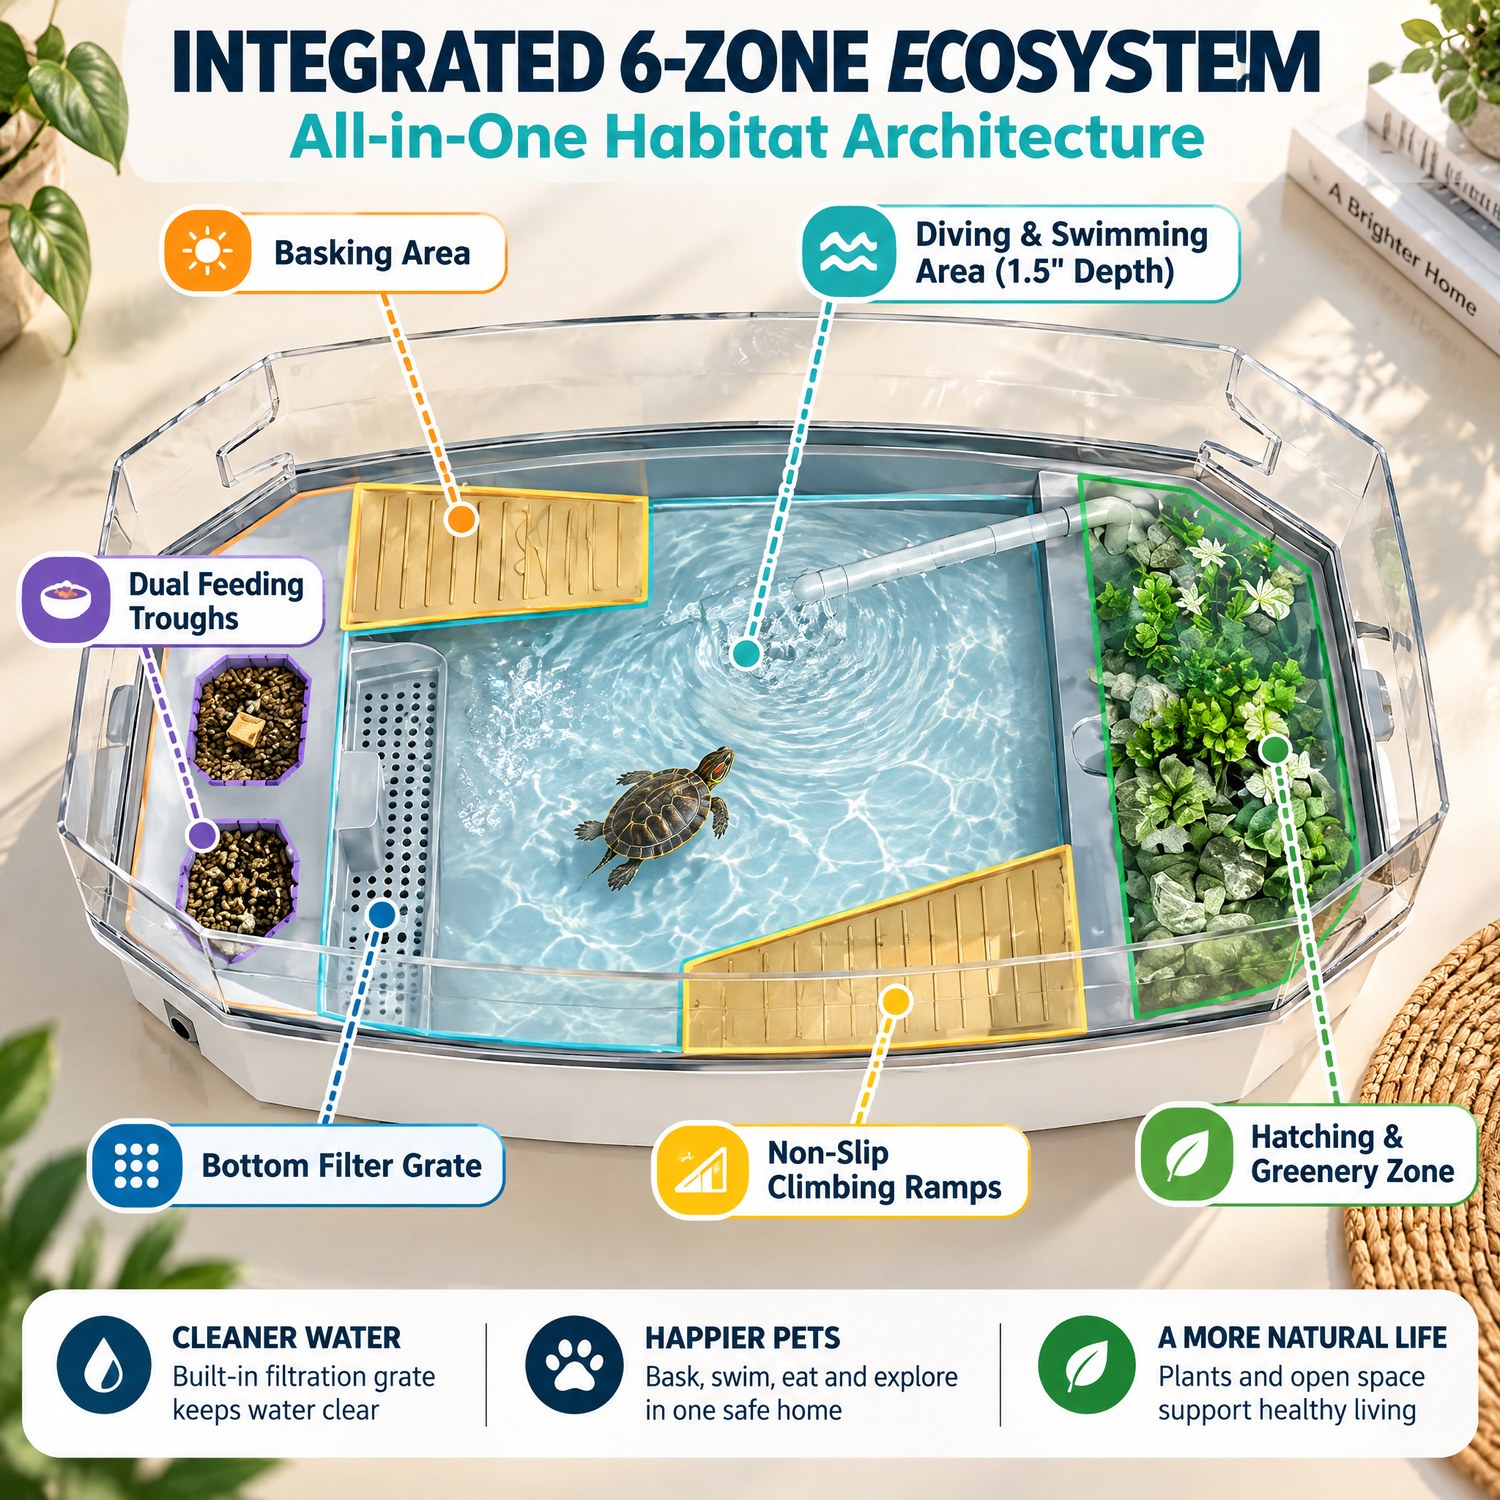 INTEGRATED 6-ZONE ECOSYSTEM
All-in-One Habitat Architecture
A Brighter Home
Basking Area
Diving & Swimming
Area (1.5" Depth)
Dual Feeding
Troughs
Bottom Filter Grate
Non-Slip
Climbing Ramps
Hatching &
Greenery Zone
CLEANER WATER
Built-in filtration grate
keeps water clear
HAPPIER PETS
Bask, swim, eat and explore
in one safe home
A MORE NATURAL LIFE
Plants and open space
support healthy living